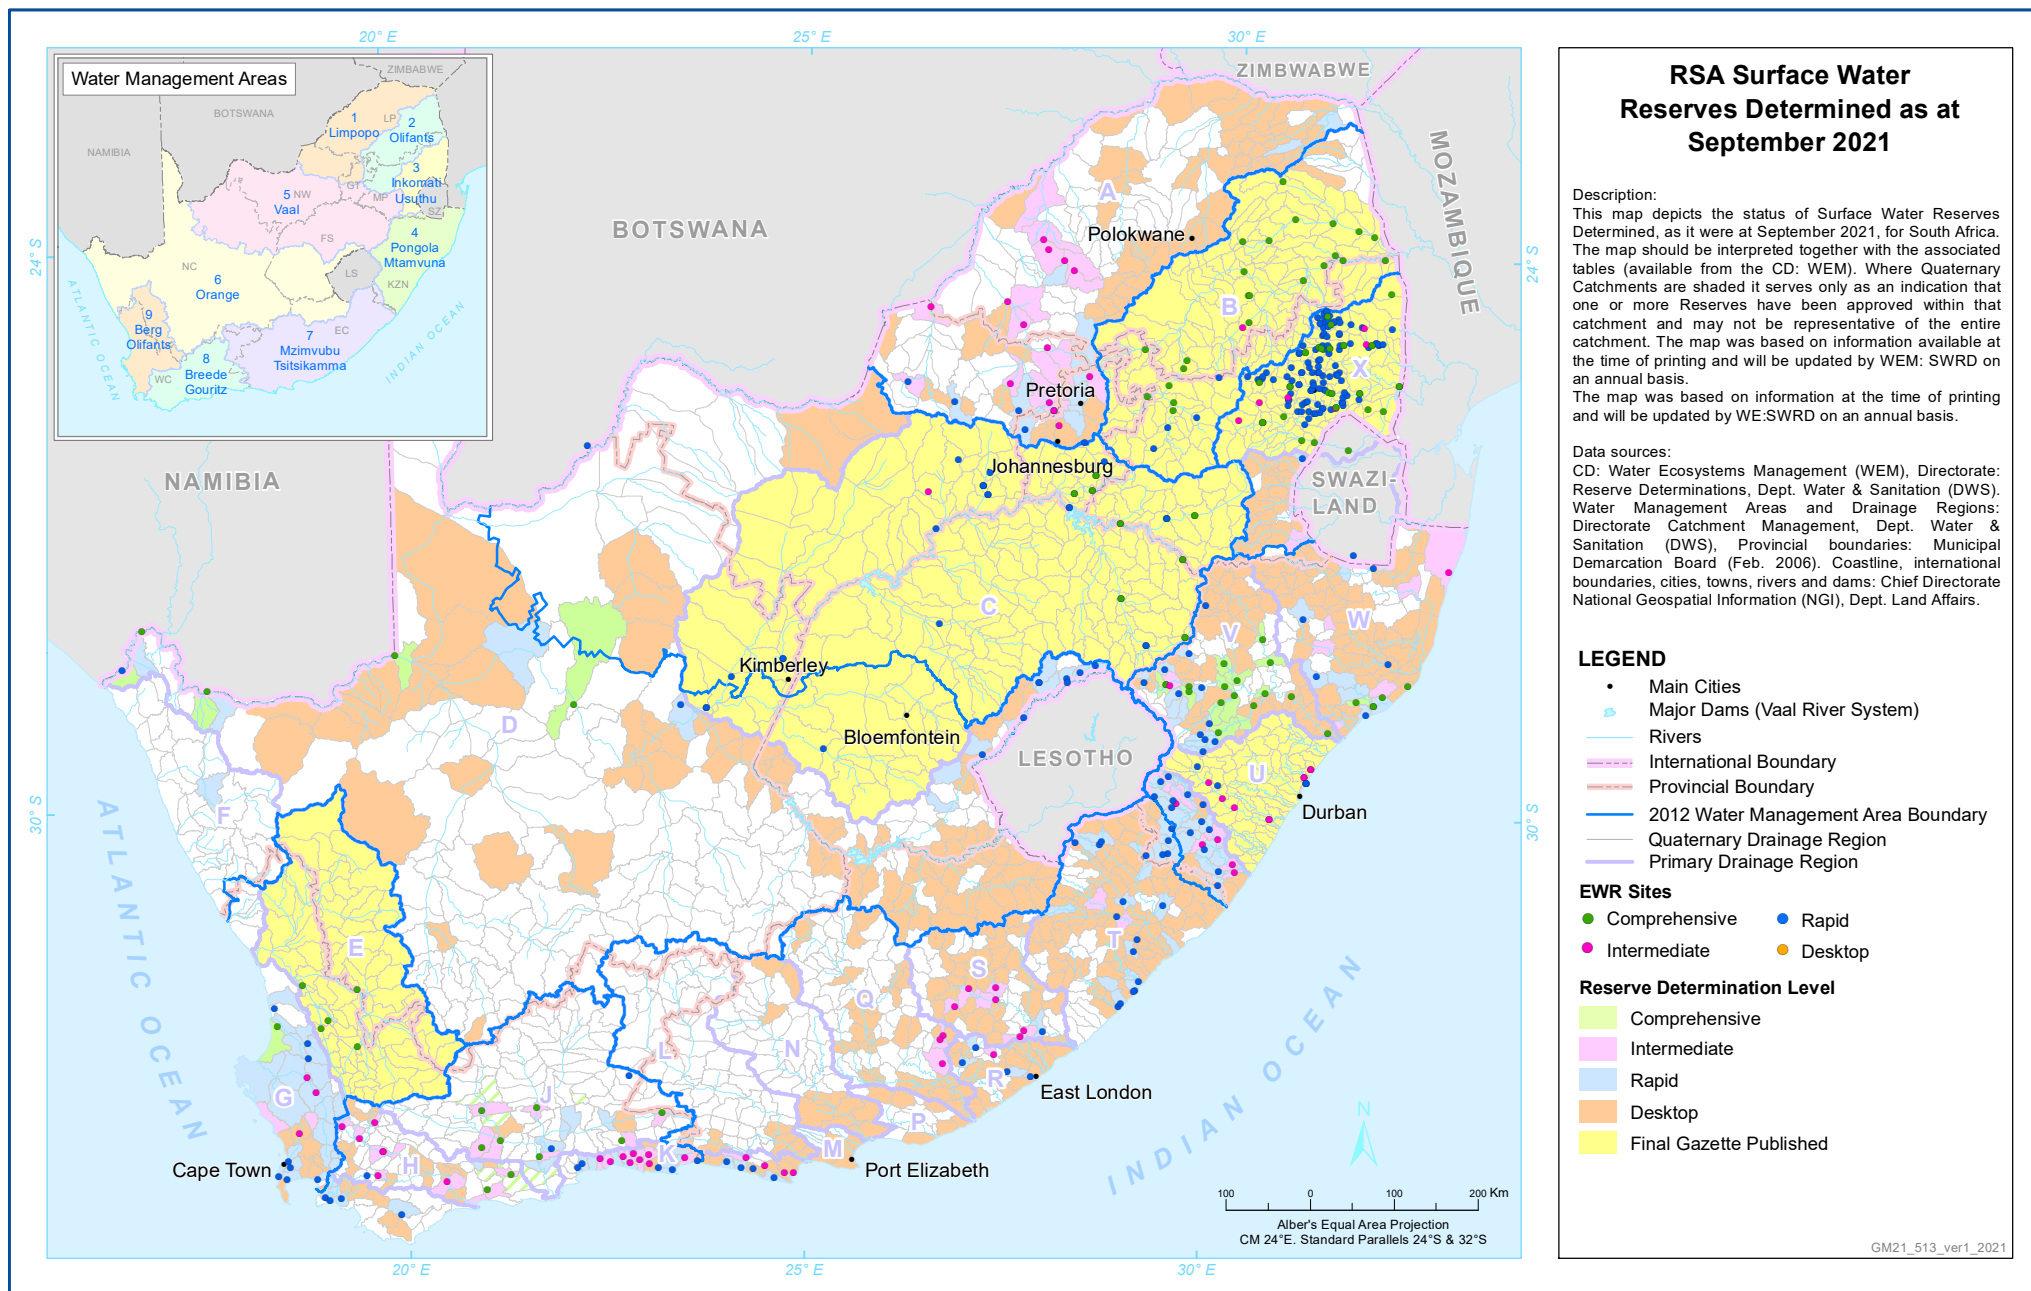 20° E
25° E
30° E
Water Management Areas
ZIMBABWE
BOTSWANA
NAMIBIA
1
Limpopo
LP
2
Olifants
3
Inkomati
Usuthu
GT
MP
SZ
5
NW
Vaal
FS
4
Pongola
Mtamvuna
KZN
NC
6
Orange
LS
9
Berg
Olifants
EC
7
Mzimvubu
Tsitsikamma
8
Breede
Gouritz
WC
ATLANTIC OCEAN
INDIAN OCEAN
24° S
30° S
24° S
30° S
ZIMBWABWE
MOZAMBIQUE
BOTSWANA
NAMIBIA
SWAZI-
LAND
LESOTHO
A
B
X
C
D
V
W
U
F
E
T
S
Q
L
N
R
P
G
J
H
K
M
Polokwane
Pretoria
Johannesburg
Kimberley
Bloemfontein
Durban
East London
Port Elizabeth
Cape Town
ATLANTIC OCEAN
INDIAN OCEAN
N
100 0 100 200 Km
Alber's Equal Area Projection
CM 24°E. Standard Parallels 24°S & 32°S
20° E
25° E
30° E
RSA Surface Water
Reserves Determined as at
September 2021
Description:
This map depicts the status of Surface Water Reserves
Determined, as it were at September 2021, for South Africa.
The map should be interpreted together with the associated
tables (available from the CD: WEM). Where Quaternary
Catchments are shaded it serves only as an indication that
one or more Reserves have been approved within that
catchment and may not be representative of the entire
catchment. The map was based on information available at
the time of printing and will be updated by WEM: SWRD on
an annual basis.
The map was based on information at the time of printing
and will be updated by WE:SWRD on an annual basis.
Data sources:
CD: Water Ecosystems Management (WEM), Directorate:
Reserve Determinations, Dept. Water & Sanitation (DWS).
Water Management Areas and Drainage Regions:
Directorate Catchment Management, Dept. Water &
Sanitation (DWS), Provincial boundaries: Municipal
Demarcation Board (Feb. 2006). Coastline, international
boundaries, cities, towns, rivers and dams: Chief Directorate
National Geospatial Information (NGI), Dept. Land Affairs.
LEGEND
Main Cities
Major Dams (Vaal River System)
Rivers
International Boundary
Provincial Boundary
2012 Water Management Area Boundary
Quaternary Drainage Region
Primary Drainage Region
EWR Sites
Comprehensive
Rapid
Intermediate
Desktop
Reserve Determination Level
Comprehensive
Intermediate
Rapid
Desktop
Final Gazette Published
GM21_513_ver1_2021